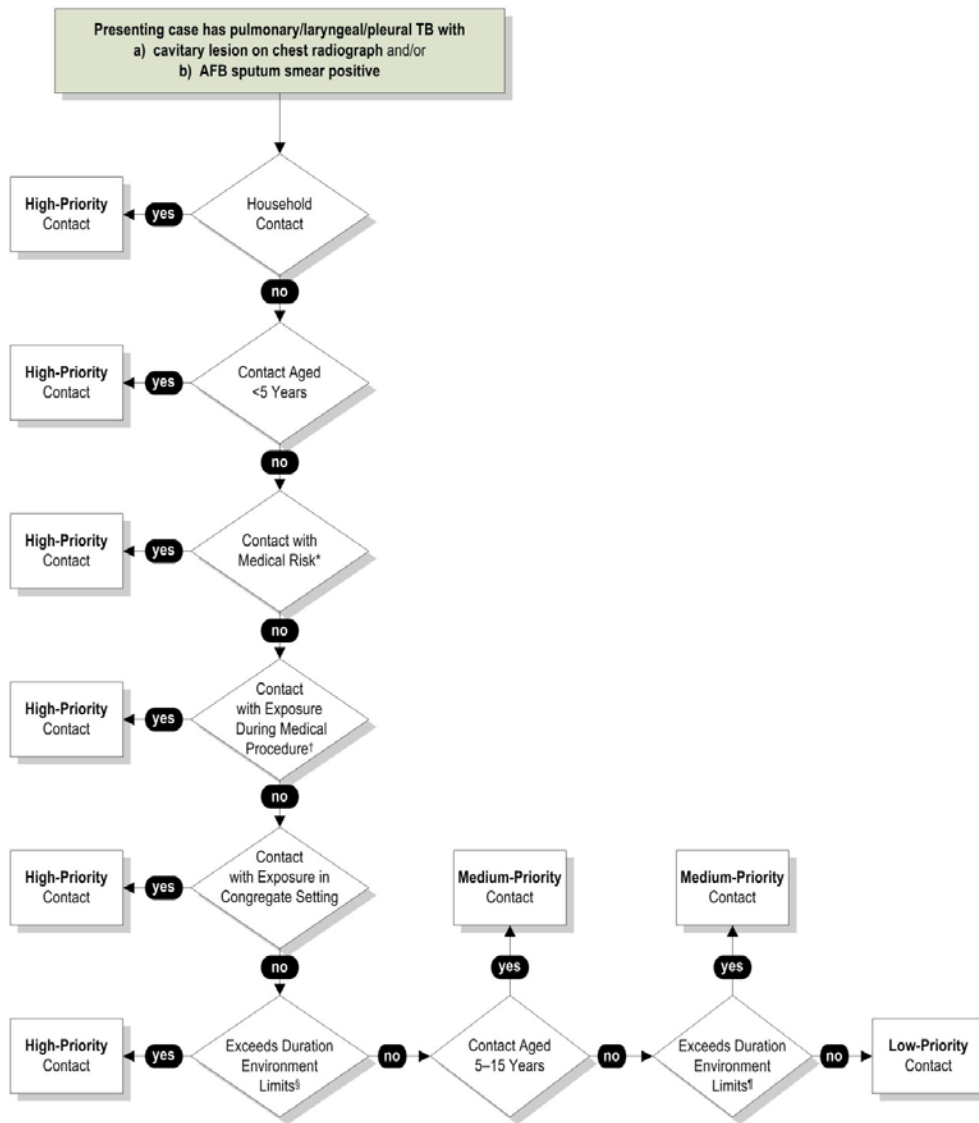 Presenting case has pulmonary/laryngeal/pleural TB with
a) cavitary lesion on chest radiograph and/or
b) AFB sputum smear positive
High-Priority
Contact
yes
Household
Contact
no
High-Priority
Contact
yes
Contact Aged
<5 Years
no
High-Priority
Contact
yes
Contact with
Medical Risk*
no
High-Priority
Contact
yes
Contact
with Exposure
During Medical
Procedure†
no
High-Priority
Contact
yes
Contact
with Exposure in
Congregate Setting
no
Medium-Priority
Contact
yes
Medium-Priority
Contact
yes
High-Priority
Contact
yes
Exceeds Duration
Environment
Limits§
no
Contact Aged
5–15 Years
no
Exceeds Duration
Environment
Limits¶
no
Low-Priority
Contact